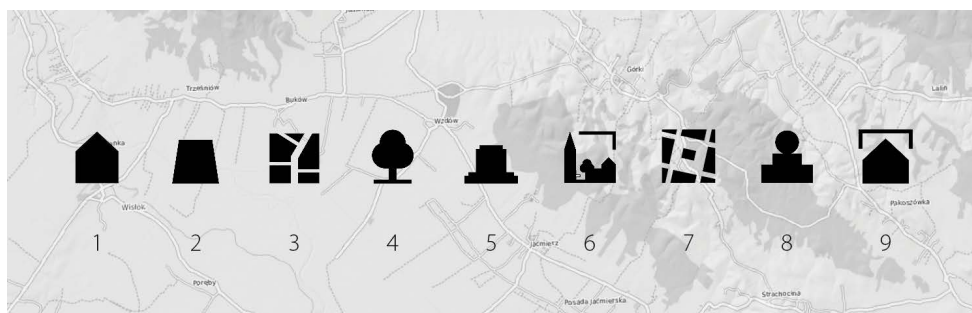 Trześniów
Buków
Górki
Lalin
Wzdów
Wisłok
Pakoszówka
1 2 3 4 5 6 7 8 9
Jaćmierz
Poręby
Strachocina
Posada Jaćmierska